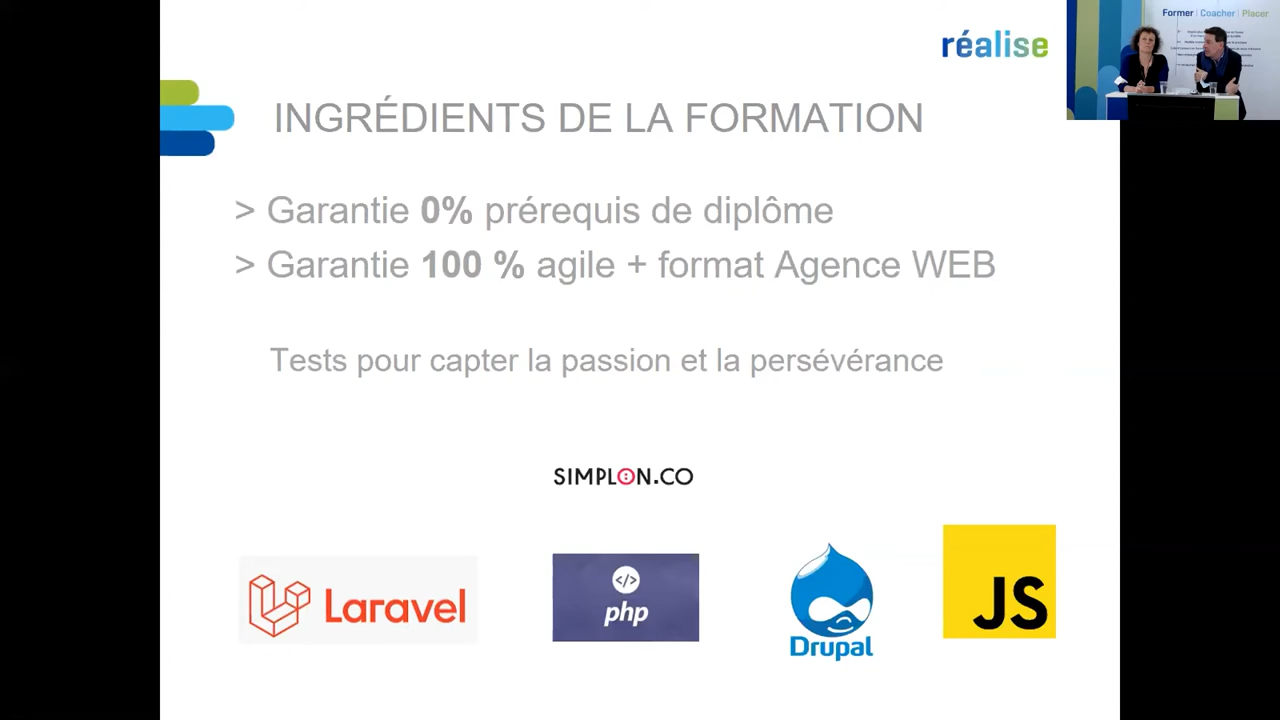 réalise
Former | Coacher | Placer
INGRÉDIENTS DE LA FORMATION
> Garantie 0% prérequis de diplôme
> Garantie 100 % agile + format Agence WEB
Tests pour capter la passion et la persévérance
SIMPLON.CO
Laravel
</>
php
Drupal
JS